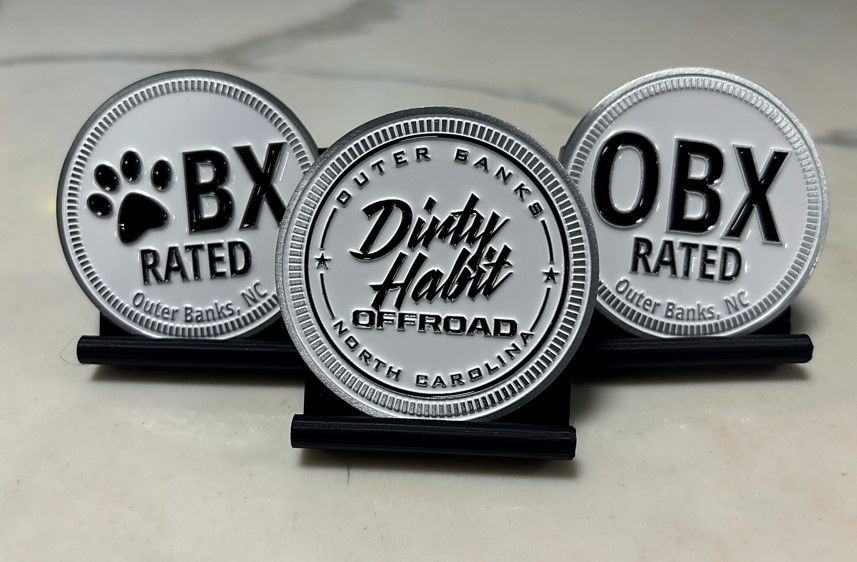 BX
RATED
Outer Banks, NC
OUTER BANKS
Dirty
Habit
OFFROAD
NORTH CAROLINA
OBX
RATED
Outer Banks, NC